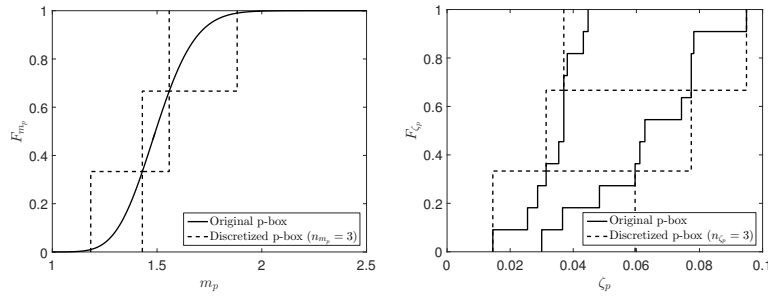 1
0.8
0.6
0.4
0.2
0
F_{m_p}
1
1.5
2
2.5
m_p
Original p-box
Discretized p-box (n_{m_p} = 3)
1
0.8
0.6
0.4
0.2
0
F_{ζ_p}
0
0.02
0.04
0.06
0.08
0.1
ζ_p
Original p-box
Discretized p-box (n_{ζ_p} = 3)